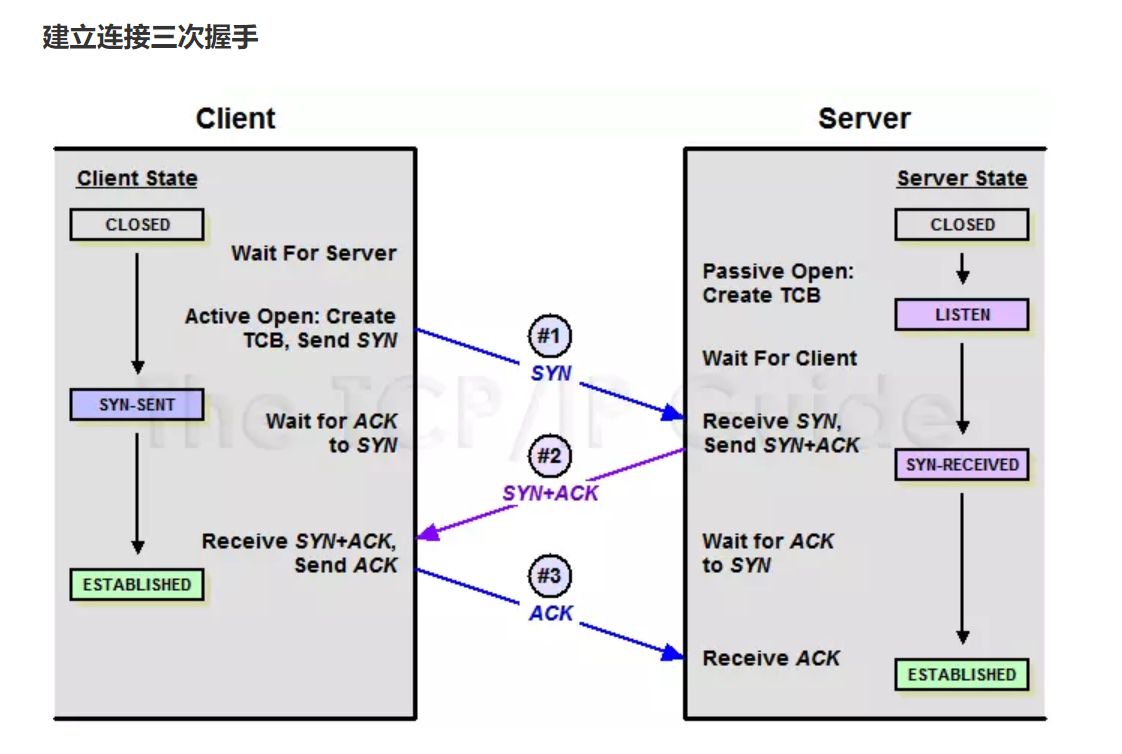 建立连接三次握手
Client
Server
Client State
CLOSED
Wait For Server
Active Open: Create
TCB, Send SYN
SYN-SENT
Wait for ACK
to SYN
Receive SYN+ACK,
Send ACK
ESTABLISHED
#1
SYN
#2
SYN+ACK
#3
ACK
Server State
CLOSED
Passive Open:
Create TCB
LISTEN
Wait For Client
Receive SYN,
Send SYN+ACK
SYN-RECEIVED
Wait for ACK
to SYN
Receive ACK
ESTABLISHED
The TCP/IP Guide